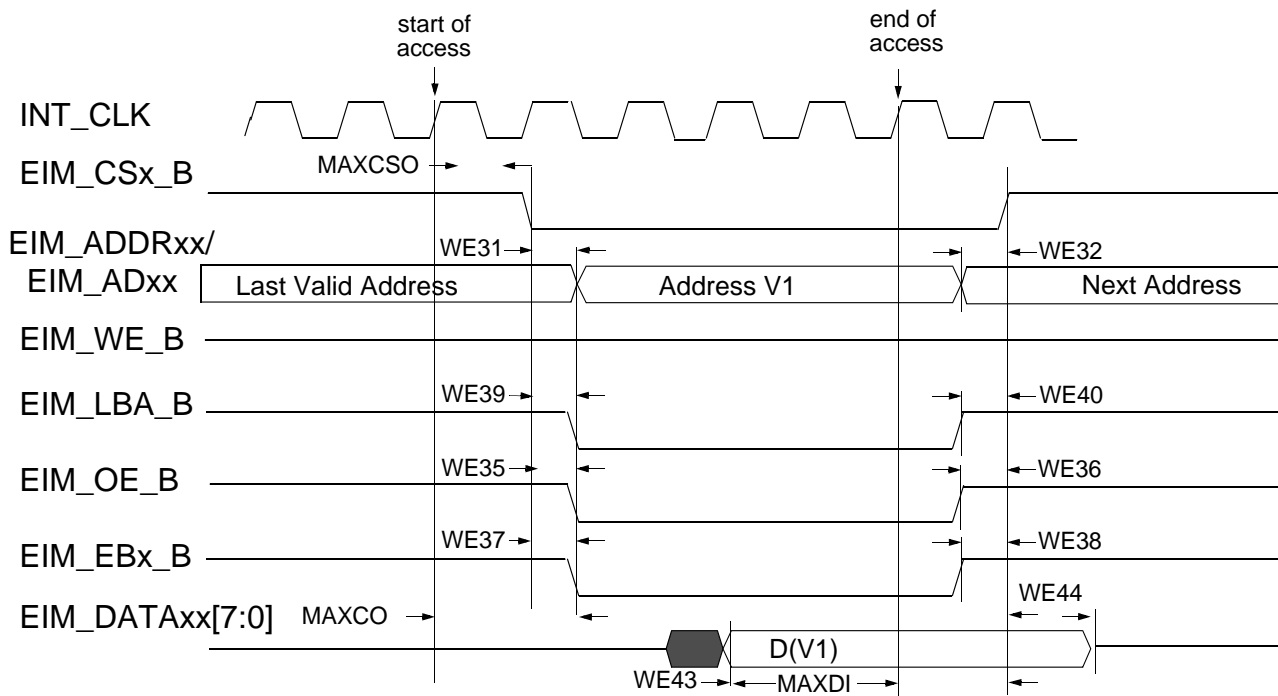 start of
access
end of
access
INT_CLK
EIM_CSx_B
MAXCSO
EIM_ADDRxx/
EIM_ADxx
WE31
WE32
Last Valid Address
Address V1
Next Address
EIM_WE_B
EIM_LBA_B
WE39
WE40
EIM_OE_B
WE35
WE36
EIM_EBx_B
WE37
WE38
EIM_DATAxx[7:0]
MAXCO
WE44
D(V1)
WE43
MAXDI